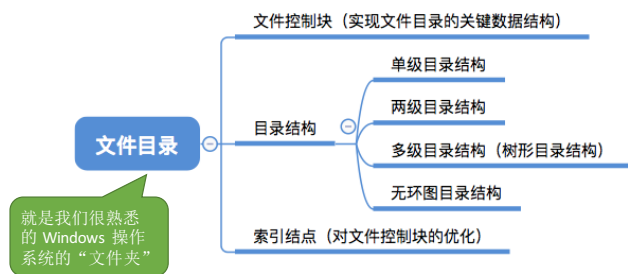 文件控制块（实现文件目录的关键数据结构）
单级目录结构
两级目录结构
目录结构
文件目录
多级目录结构（树形目录结构）
无环图目录结构
就是我们很熟悉
的 Windows 操作
系统的“文件夹”
索引结点（对文件控制块的优化）